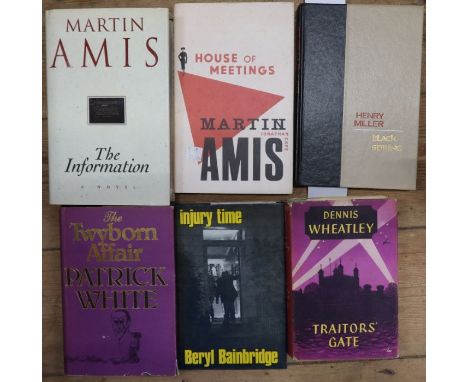 MARTIN
AMIS
The
Information
A NOVEL
HOUSE OF
MEETINGS
MARTIN
JONATHAN
CAPE
AMIS
HENRY
MILLER
BLACK
SPRING
The
Twyborn
Affair
PATRICK
WHITE
injury time
Beryl Bainbridge
DENNIS
WHEATLEY
TRAITORS'
GATE